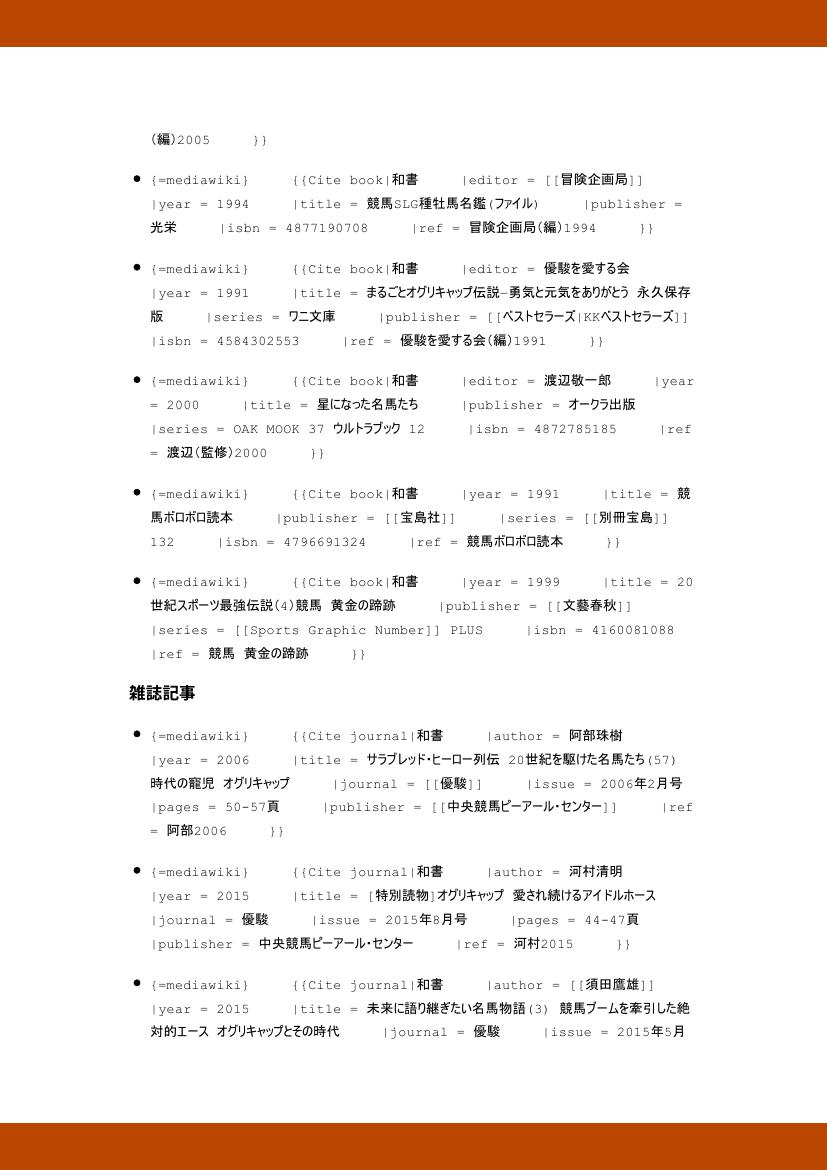 (編)2005 }}
● {=mediawiki} {{Cite book|和書 |editor = [[冒険企画局]]
|year = 1994 |title = 競馬SLG種牡馬名鑑(ファイル) |publisher =
光栄 |isbn = 4877190708 |ref = 冒険企画局(編)1994 }}
● {=mediawiki} {{Cite book|和書 |editor = 優駿を愛する会
|year = 1991 |title = まるごとオグリキャップ伝説–勇気と元気をありがとう 永久保存
版 |series = ワニ文庫 |publisher = [[ベストセラーズ|KKベストセラーズ]]
|isbn = 4584302553 |ref = 優駿を愛する会(編)1991 }}
● {=mediawiki} {{Cite book|和書 |editor = 渡辺敬一郎 |year
= 2000 |title = 星になった名馬たち |publisher = オークラ出版
|series = OAK MOOK 37 ウルトラブック 12 |isbn = 4872785185 |ref
= 渡辺(監修)2000 }}
● {=mediawiki} {{Cite book|和書 |year = 1991 |title = 競
馬ボロボロ読本 |publisher = [[宝島社]] |series = [[別冊宝島]]
132 |isbn = 4796691324 |ref = 競馬ボロボロ読本 }}
● {=mediawiki} {{Cite book|和書 |year = 1999 |title = 20
世紀スポーツ最強伝説(4)競馬 黄金の蹄跡 |publisher = [[文藝春秋]]
|series = [[Sports Graphic Number]] PLUS |isbn = 4160081088
|ref = 競馬 黄金の蹄跡 }}
雑誌記事
● {=mediawiki} {{Cite journal|和書 |author = 阿部珠樹
|year = 2006 |title = サラブレッド・ヒーロー列伝 20世紀を駆けた名馬たち(57)
時代の寵児 オグリキャップ |journal = [[優駿]] |issue = 2006年2月号
|pages = 50-57頁 |publisher = [[中央競馬ピーアール・センター]] |ref
= 阿部2006 }}
● {=mediawiki} {{Cite journal|和書 |author = 河村清明
|year = 2015 |title = [特別読物]オグリキャップ 愛され続けるアイドルホース
|journal = 優駿 |issue = 2015年8月号 |pages = 44-47頁
|publisher = 中央競馬ピーアール・センター |ref = 河村2015 }}
● {=mediawiki} {{Cite journal|和書 |author = [[須田鷹雄]]
|year = 2015 |title = 未来に語り継ぎたい名馬物語(3) 競馬ブームを牽引した絶
対的エース オグリキャップとその時代 |journal = 優駿 |issue = 2015年5月